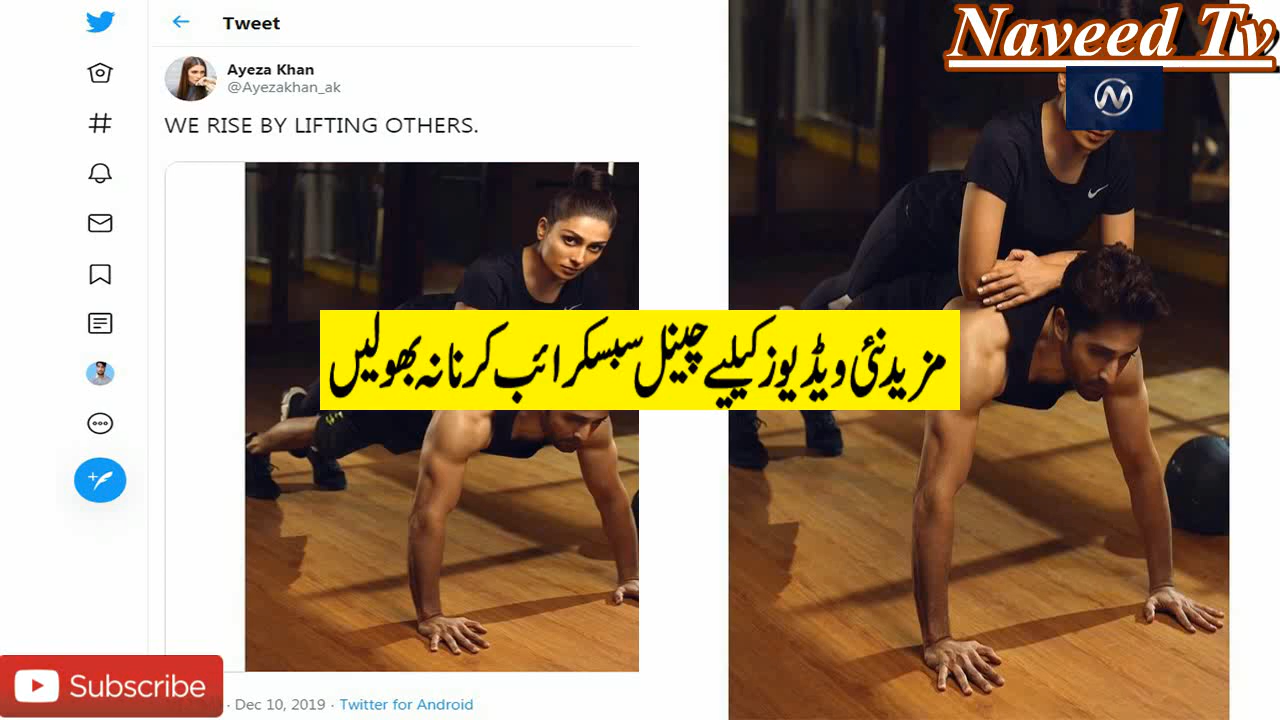 Tweet
Naveed Tv
Ayeza Khan
@Ayezakhan_ak
WE RISE BY LIFTING OTHERS.
مزید نئی ویڈیوز کیلیے چینل سبسکرائب کرنا نہ بھولیں
Subscribe
· Dec 10, 2019 · Twitter for Android